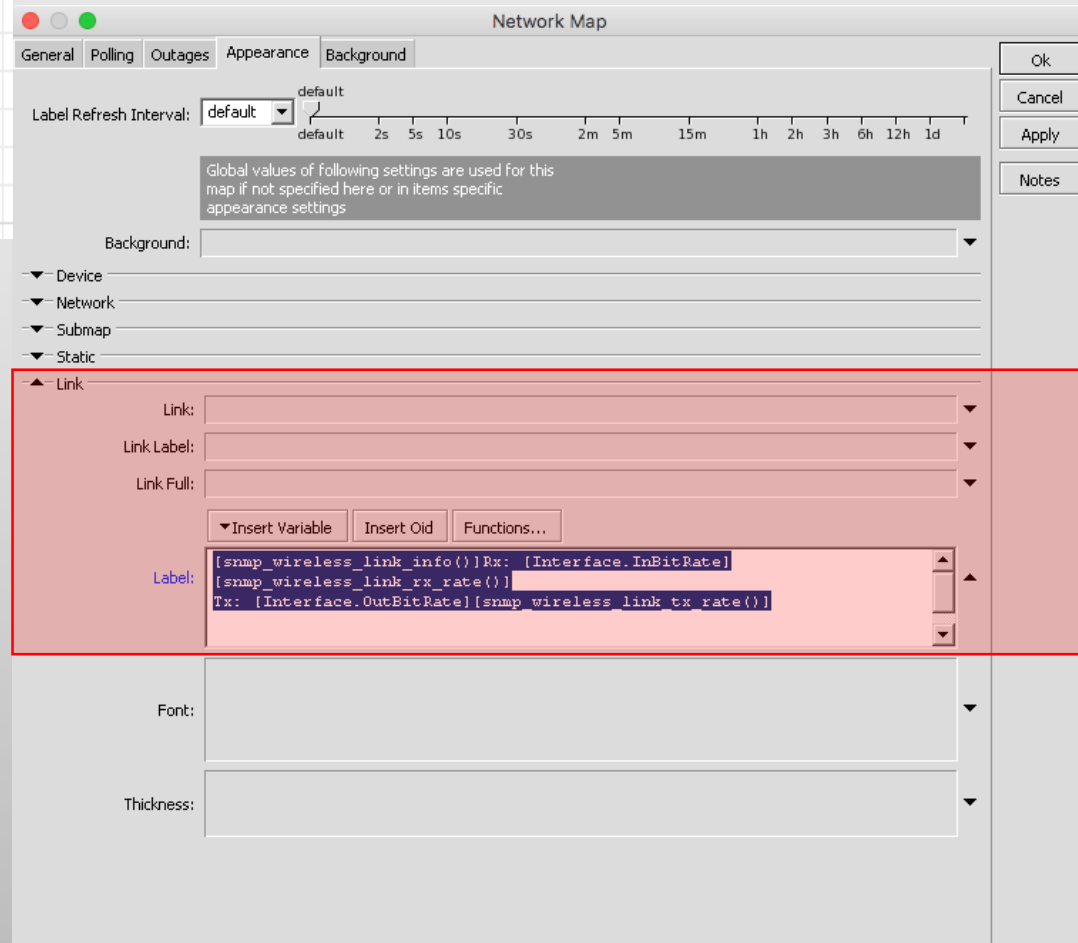 Network Map
General Polling Outages Appearance Background
Ok
Cancel
Apply
Notes
default
Label Refresh Interval: default
default 2s 5s 10s 30s 2m 5m 15m 1h 2h 3h 6h 12h 1d
Global values of following settings are used for this
map if not specified here or in items specific
appearance settings
Background:
Device
Network
Submap
Static
Link
Link:
Link Label:
Link Full:
Insert Variable Insert Oid Functions...
Label:
[snmp_wireless_link_info()]Rx: [Interface.InBitRate]
[snmp_wireless_link_rx_rate()]
Tx: [Interface.OutBitRate][snmp_wireless_link_tx_rate()]
Font:
Thickness: